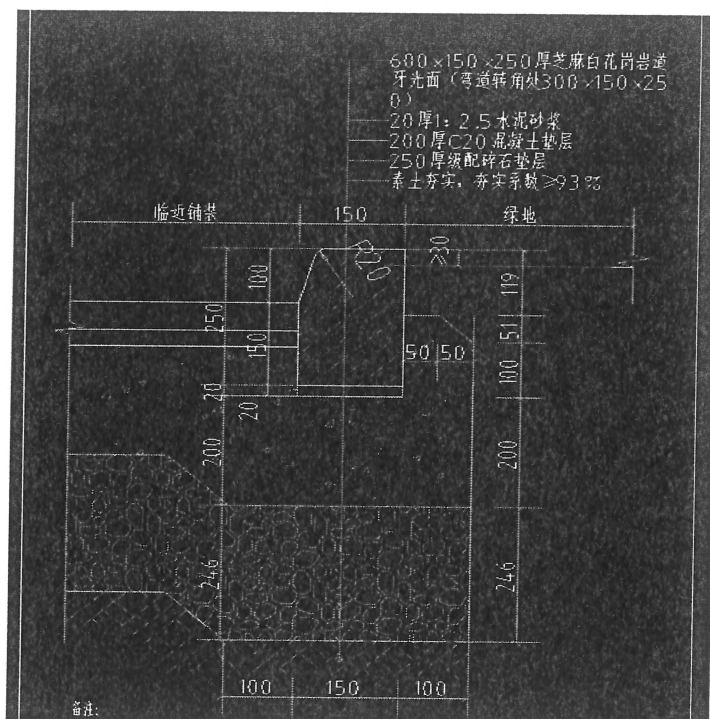 600×150×250厚芝麻白花岗岩道
牙光面（弯道转角处300×150×25
0）
20厚1：2.5水泥砂浆
200厚C20混凝土垫层
250厚级配碎石垫层
素土夯实，夯实系数≥93%
临近铺装
150
绿地
100
R20
≥30
119
250
150
51
50 50
100
20
20
200
200
246
246
100
150
100
备注: